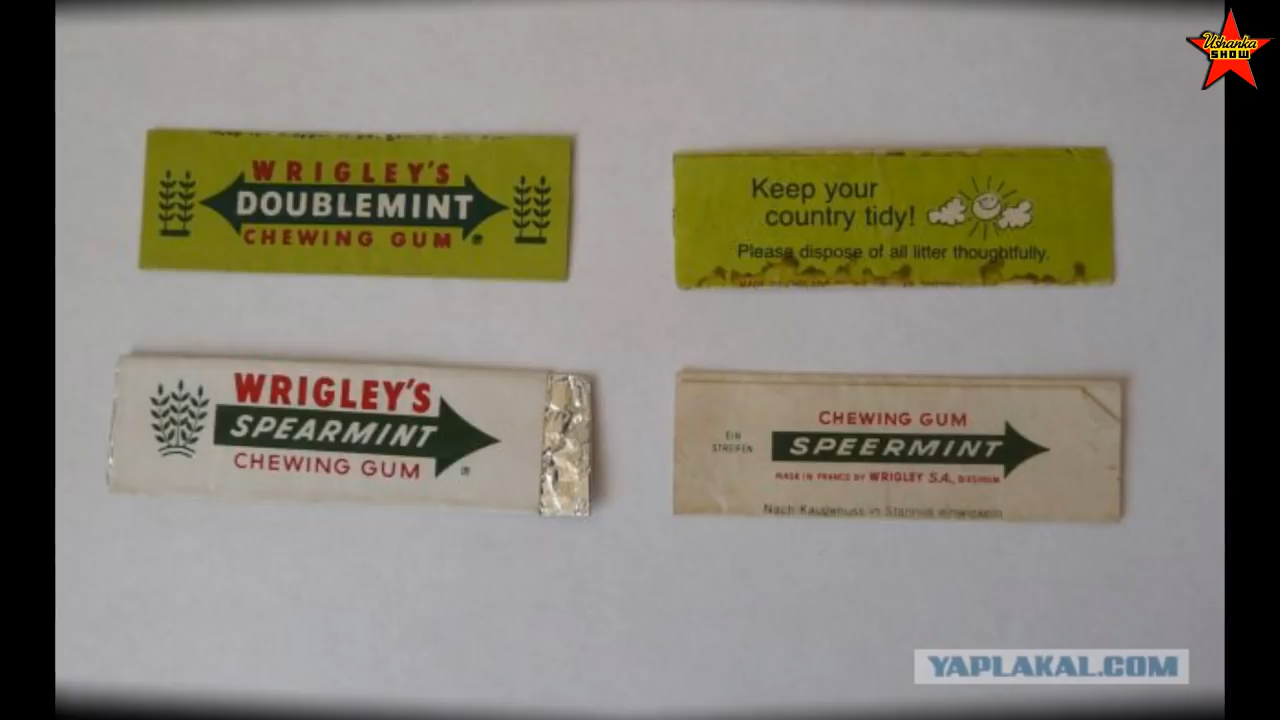 Ushanka
SHOW
WRIGLEY'S
DOUBLEMINT
CHEWING GUM
Keep your
country tidy!
Please dispose of all litter thoughtfully.
WRIGLEY'S
SPEARMINT
CHEWING GUM
CHEWING GUM
EIN
STREIFEN
SPEERMINT
MADE IN FRANCE BY WRIGLEY S.A.,
Nach Kaugenuss in Stanniol einwickeln
YAPLAKAL.COM